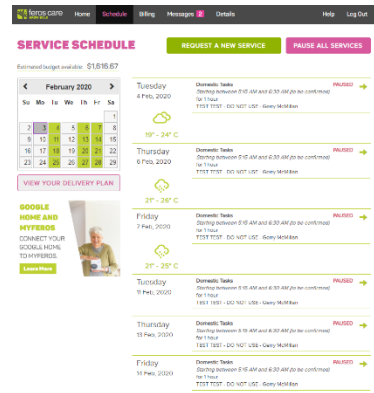 feros care Home Schedule Billing Messages 2 Details Help Log Out
SERVICE SCHEDULE
REQUEST A NEW SERVICE
PAUSE ALL SERVICES
Estimated budget available $1,616.67
February 2020
Su Mo Tu We Th Fr Sa
1
2 3 4 5 6 7 8
9 10 11 12 13 14 15
16 17 18 19 20 21 22
23 24 25 26 27 28 29
VIEW YOUR DELIVERY PLAN
GOOGLE
HOME AND
MYFEROS
CONNECT YOUR
GOOGLE HOME
TO MYFEROS.
Learn More
Tuesday
4 Feb, 2020
19° - 24° C
Domestic Tasks
Starting between 5:15 AM and 6:30 AM (to be confirmed)
for 1 hour
TEST TEST - DO NOT USE - Gerry McMillan
PAUSED
Thursday
6 Feb, 2020
21° - 26° C
Domestic Tasks
Starting between 5:15 AM and 6:30 AM (to be confirmed)
for 1 hour
TEST TEST - DO NOT USE - Gerry McMillan
PAUSED
Friday
7 Feb, 2020
21° - 25° C
Domestic Tasks
Starting between 5:15 AM and 6:30 AM (to be confirmed)
for 1 hour
TEST TEST - DO NOT USE - Gerry McMillan
PAUSED
Tuesday
11 Feb, 2020
Domestic Tasks
Starting between 5:15 AM and 6:30 AM (to be confirmed)
for 1 hour
TEST TEST - DO NOT USE - Gerry McMillan
PAUSED
Thursday
13 Feb, 2020
Domestic Tasks
Starting between 5:15 AM and 6:30 AM (to be confirmed)
for 1 hour
TEST TEST - DO NOT USE - Gerry McMillan
PAUSED
Friday
14 Feb, 2020
Domestic Tasks
Starting between 5:15 AM and 6:30 AM (to be confirmed)
for 1 hour
TEST TEST - DO NOT USE - Gerry McMillan
PAUSED